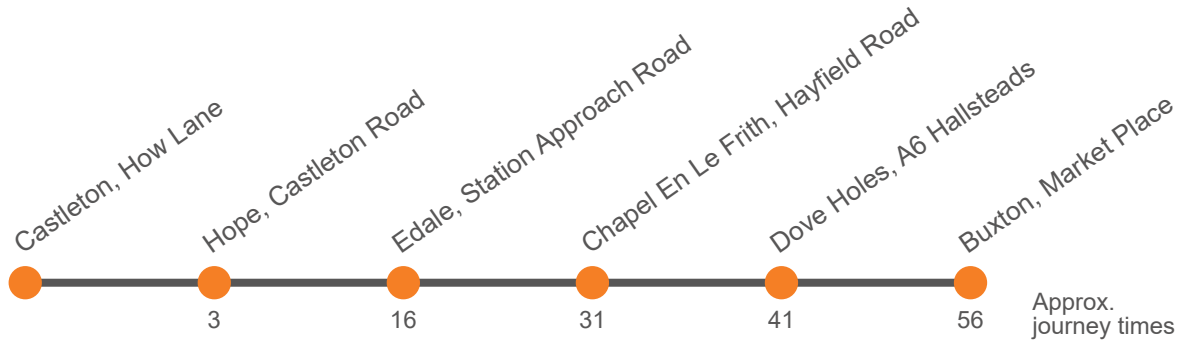 Castleton, How Lane
Hope, Castleton Road
Edale, Station Approach Road
Chapel En Le Frith, Hayfield Road
Dove Holes, A6 Hallsteads
Buxton, Market Place
3
16
31
41
56
Approx.
journey times